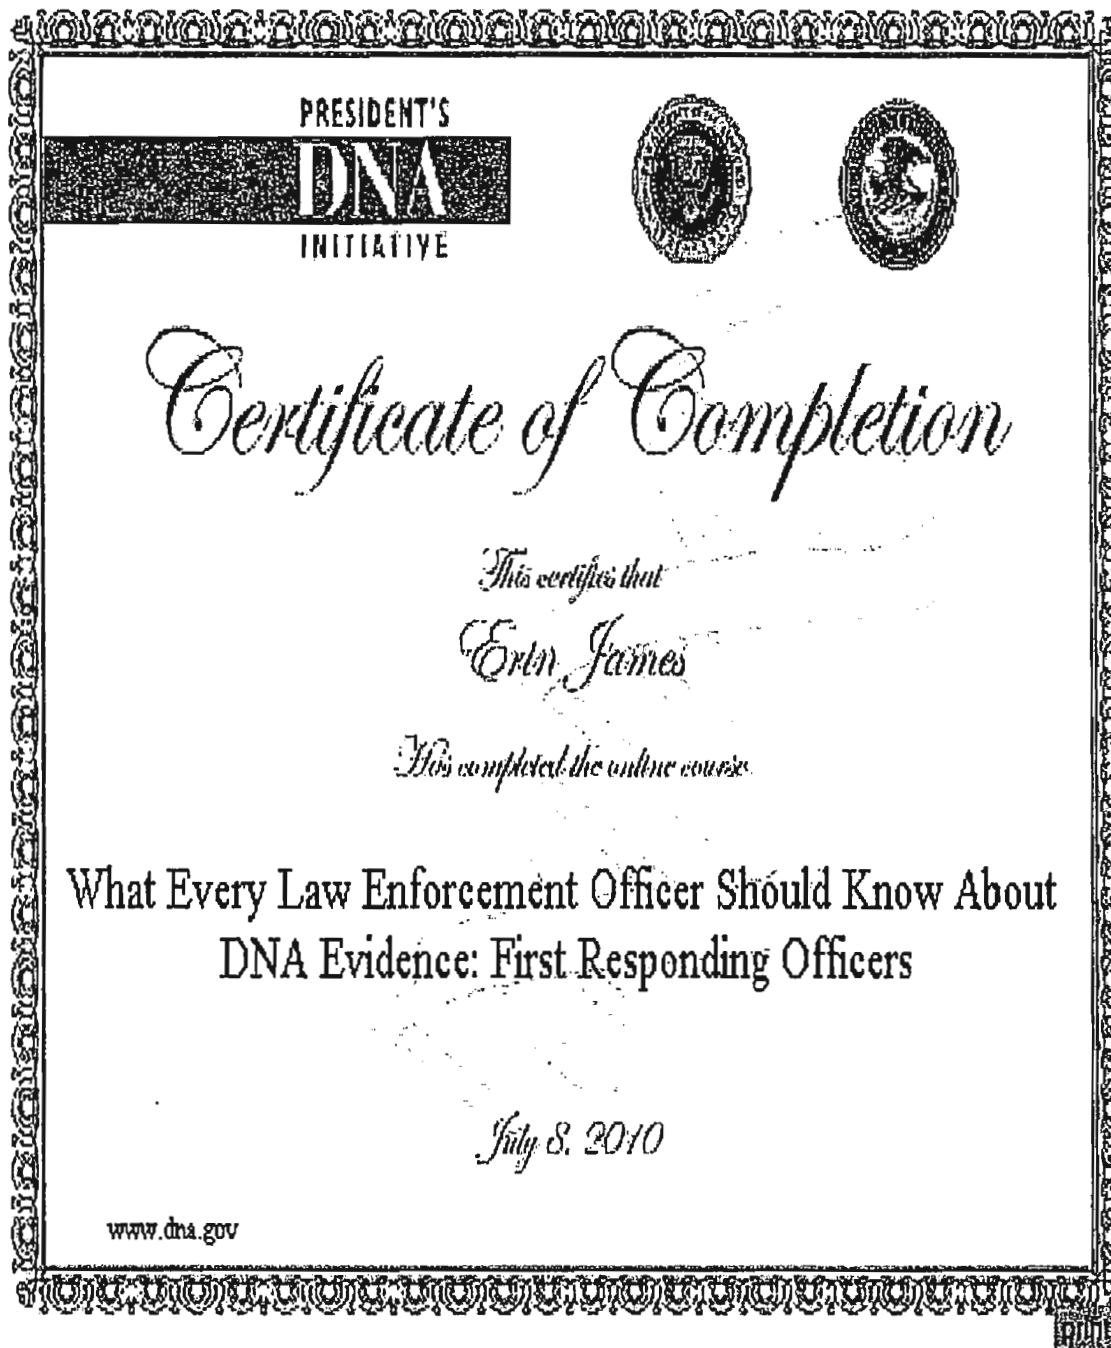 PRESIDENT'S
DNA
INITIATIVE
Certificate of Completion
This certifies that
Erin James
Has completed the online course
What Every Law Enforcement Officer Should Know About
DNA Evidence: First Responding Officers
July 8, 2010
www.dna.gov
print